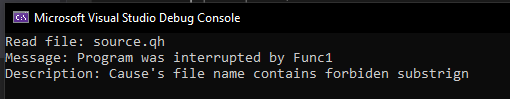 Microsoft Visual Studio Debug Console
Read file: source.qh
Message: Program was interrupted by Func1
Description: Cause's file name contains forbiden substrign